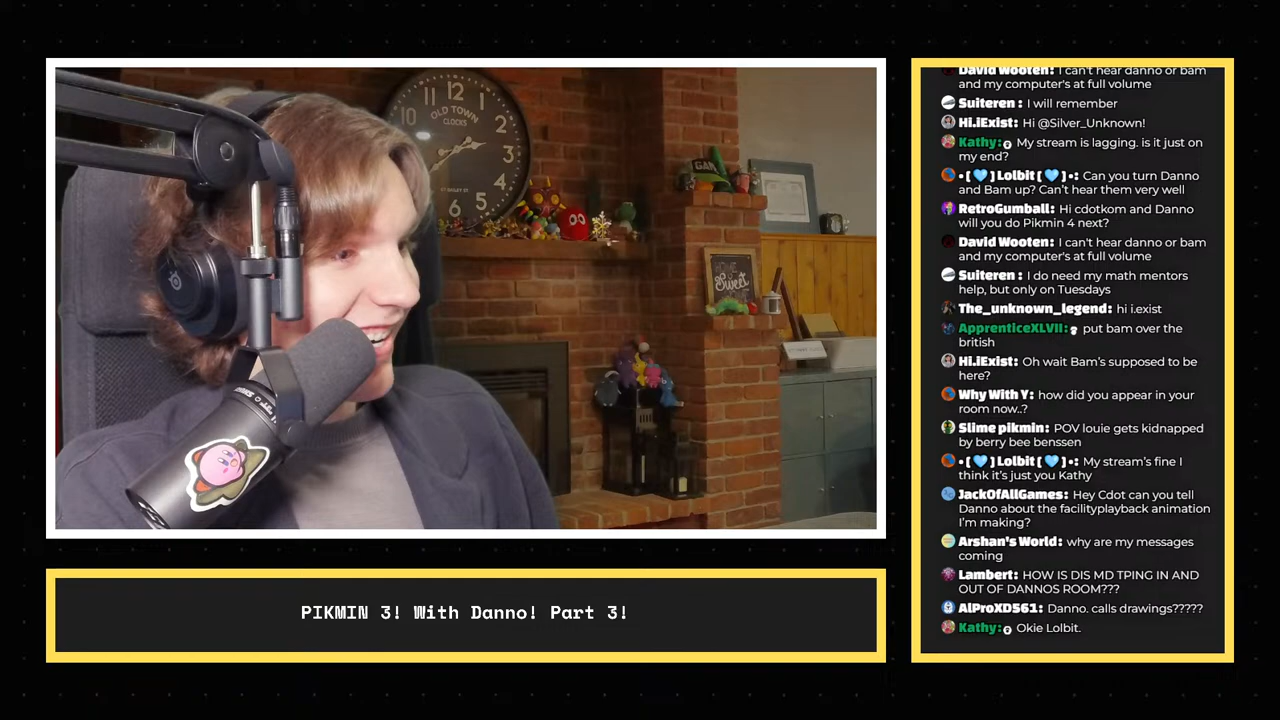 12
11
1
10
2
3
6
5
OLD TOWN
CLOCKS
GAN
HOME
Sweet
PIKMIN 3! With Danno! Part 3!
David Wooten: I can't hear danno or bam
and my computer's at full volume
Suiteren : I will remember
Hi.iExist: Hi @Silver_Unknown!
Kathy: My stream is lagging. is it just on
my end?
• [ 💙 ] Lolbit [ 💙 ] •: Can you turn Danno
and Bam up? Can’t hear them very well
RetroGumball: Hi cdotkom and Danno
will you do Pikmin 4 next?
David Wooten: I can't hear danno or bam
and my computer's at full volume
Suiteren : I do need my math mentors
help, but only on Tuesdays
The_unknown_legend: hi i.exist
ApprenticeXLVII: put bam over the
british
Hi.iExist: Oh wait Bam’s supposed to be
here?
Why With Y: how did you appear in your
room now..?
Slime pikmin: POV louie gets kidnapped
by berry bee benssen
• [ 💙 ] Lolbit [ 💙 ] •: My stream’s fine I
think it’s just you Kathy
JackOfAllGames: Hey Cdot can you tell
Danno about the facilityplayback animation
I’m making?
Arshan's World: why are my messages
coming
Lambert: HOW IS DIS MD TPING IN AND
OUT OF DANNOS ROOM???
AlProXD561: Danno. calls drawings?????
Kathy: Okie Lolbit.